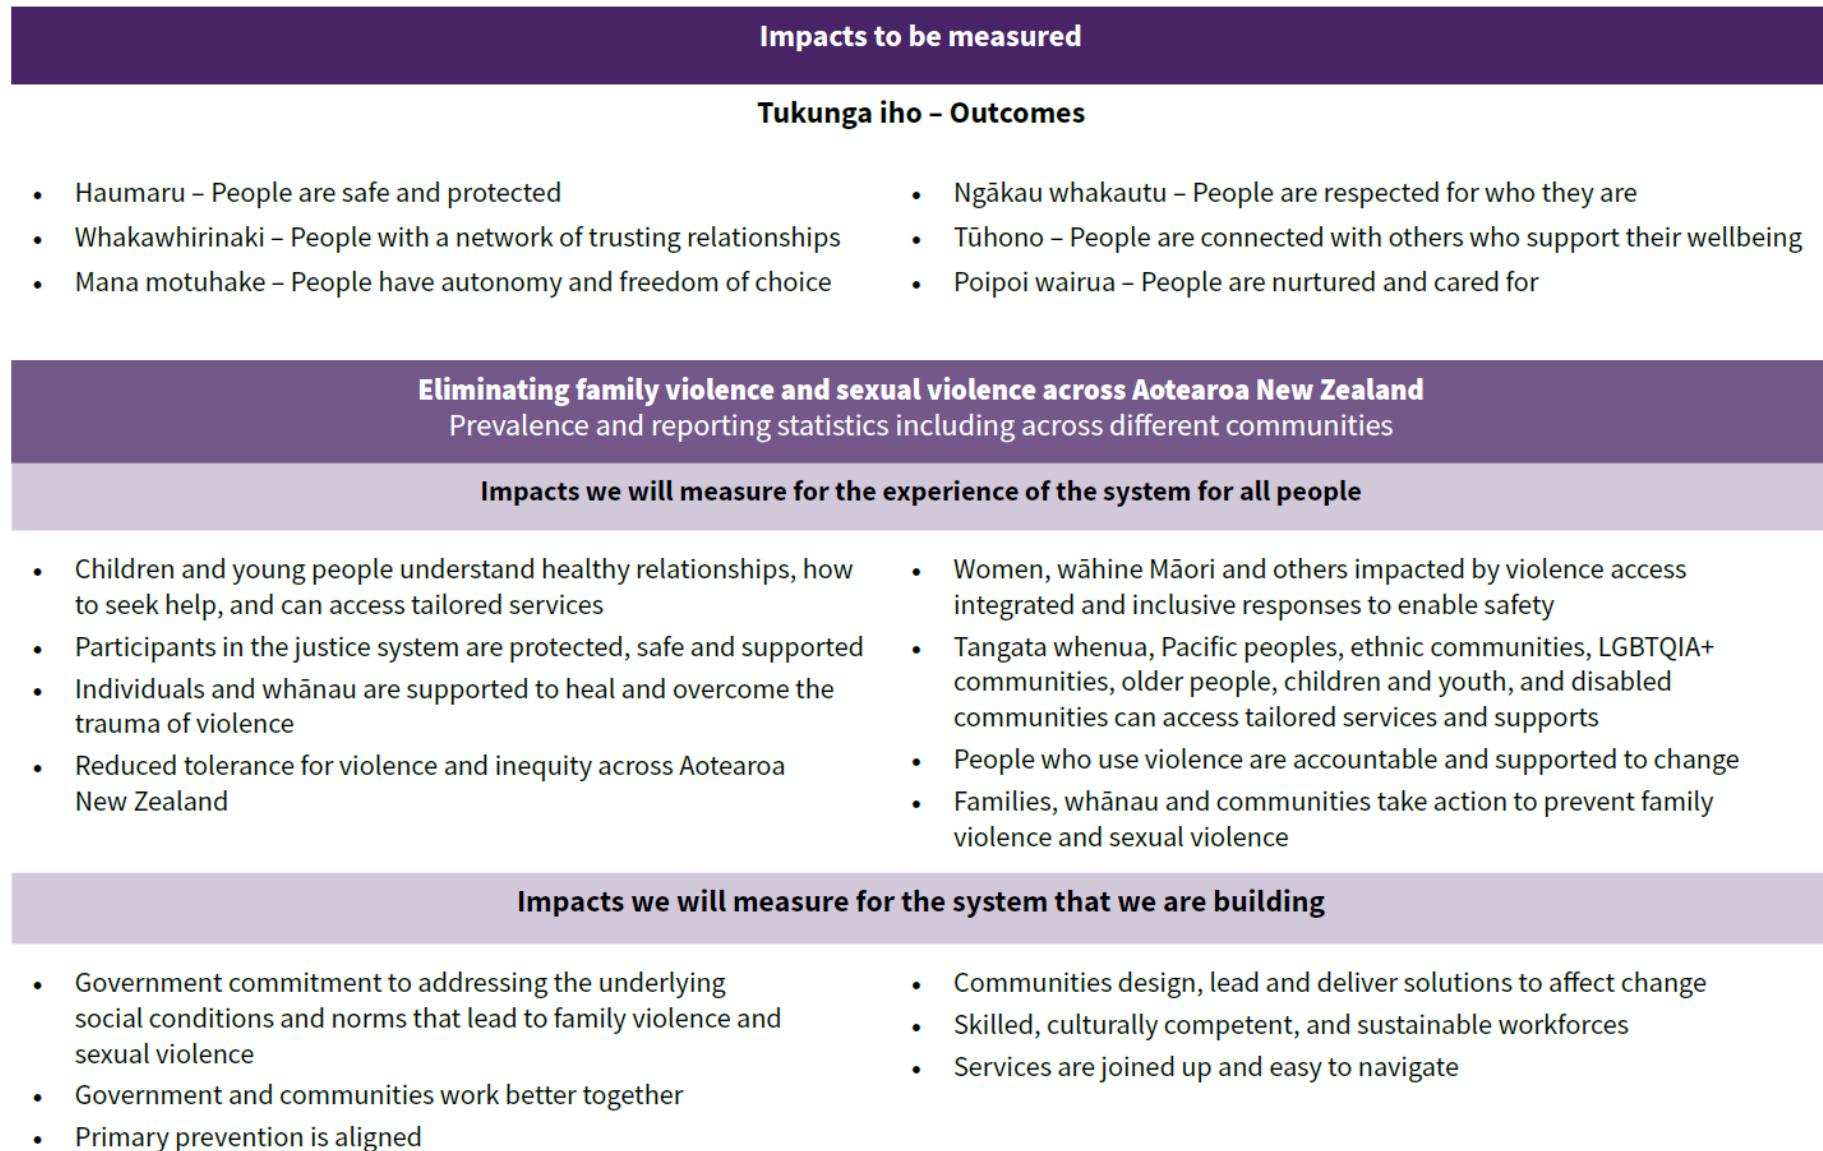 Impacts to be measured
Tukunga iho – Outcomes
• Haumaru – People are safe and protected
• Whakawhirinaki – People with a network of trusting relationships
• Mana motuhake – People have autonomy and freedom of choice
• Ngākau whakautu – People are respected for who they are
• Tūhono – People are connected with others who support their wellbeing
• Poipoi wairua – People are nurtured and cared for
Eliminating family violence and sexual violence across Aotearoa New Zealand
Prevalence and reporting statistics including across different communities
Impacts we will measure for the experience of the system for all people
• Children and young people understand healthy relationships, how
to seek help, and can access tailored services
• Participants in the justice system are protected, safe and supported
• Individuals and whānau are supported to heal and overcome the
trauma of violence
• Reduced tolerance for violence and inequity across Aotearoa
New Zealand
• Women, wāhine Māori and others impacted by violence access
integrated and inclusive responses to enable safety
• Tangata whenua, Pacific peoples, ethnic communities, LGBTQIA+
communities, older people, children and youth, and disabled
communities can access tailored services and supports
• People who use violence are accountable and supported to change
• Families, whānau and communities take action to prevent family
violence and sexual violence
Impacts we will measure for the system that we are building
• Government commitment to addressing the underlying
social conditions and norms that lead to family violence and
sexual violence
• Government and communities work better together
• Primary prevention is aligned
• Communities design, lead and deliver solutions to affect change
• Skilled, culturally competent, and sustainable workforces
• Services are joined up and easy to navigate